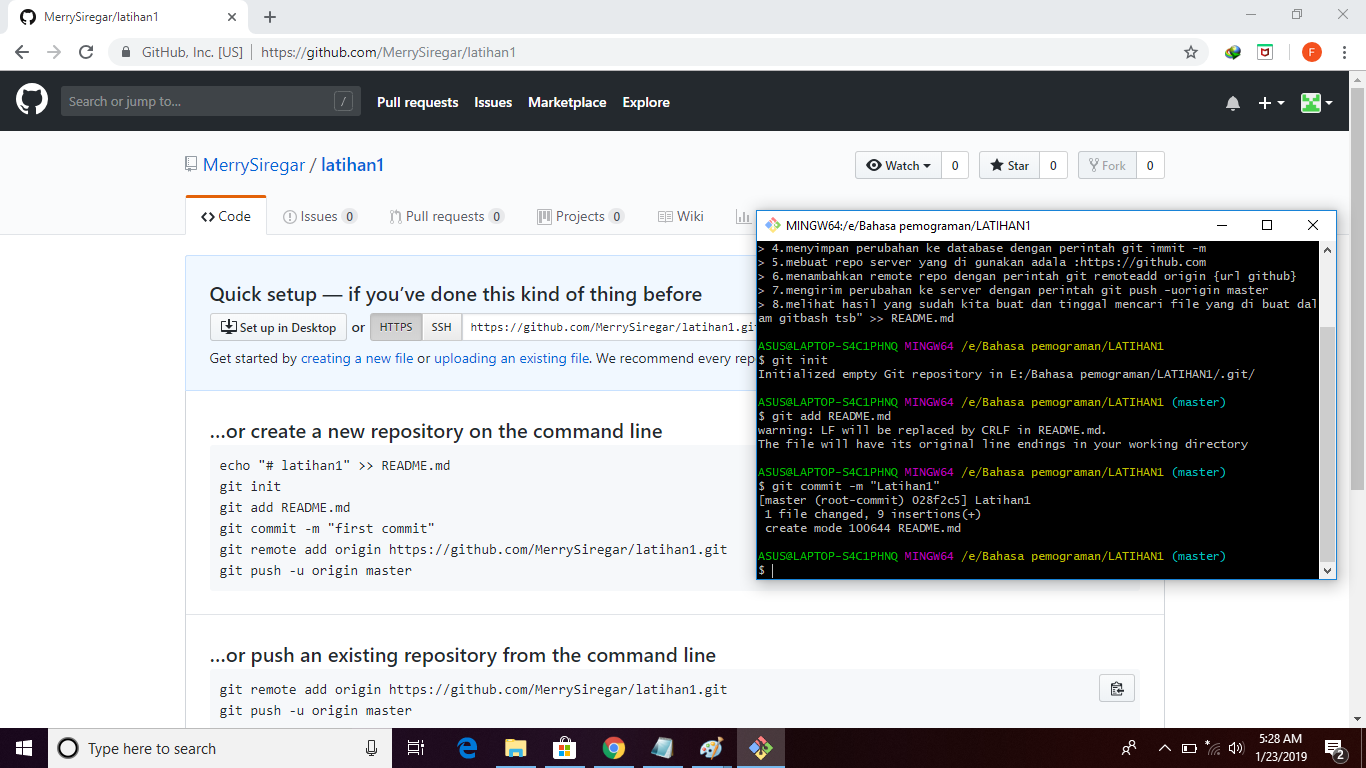 MerrySiregar/latihan1
GitHub, Inc. [US]
https://github.com/MerrySiregar/latihan1
F
Search or jump to...
/
Pull requests
Issues
Marketplace
Explore
MerrySiregar / latihan1
Watch 0
Star 0
Fork 0
Code
Issues 0
Pull requests 0
Projects 0
Wiki
Quick setup — if you’ve done this kind of thing before
Set up in Desktop or HTTPS SSH https://github.com/MerrySiregar/latihan1.git
Get started by creating a new file or uploading an existing file. We recommend every rep
…or create a new repository on the command line
echo "# latihan1" >> README.md
git init
git add README.md
git commit -m "first commit"
git remote add origin https://github.com/MerrySiregar/latihan1.git
git push -u origin master
…or push an existing repository from the command line
git remote add origin https://github.com/MerrySiregar/latihan1.git
git push -u origin master
MINGW64:/e/Bahasa pemograman/LATIHAN1
> 4.menyimpan perubahan ke database dengan perintah git immit -m
> 5.mebuat repo server yang di gunakan adala :https://github.com
> 6.menambahkan remote repo dengan perintah git remoteadd origin {url github}
> 7.mengirim perubahan ke server dengan perintah git push -uorigin master
> 8.melihat hasil yang sudah kita buat dan tinggal mencari file yang di buat dal
am gitbash tsb" >> README.md
ASUS@LAPTOP-S4C1PHNQ MINGW64 /e/Bahasa pemograman/LATIHAN1
$ git init
Initialized empty Git repository in E:/Bahasa pemograman/LATIHAN1/.git/
ASUS@LAPTOP-S4C1PHNQ MINGW64 /e/Bahasa pemograman/LATIHAN1 (master)
$ git add README.md
warning: LF will be replaced by CRLF in README.md.
The file will have its original line endings in your working directory
ASUS@LAPTOP-S4C1PHNQ MINGW64 /e/Bahasa pemograman/LATIHAN1 (master)
$ git commit -m "Latihan1"
[master (root-commit) 028f2c5] Latihan1
1 file changed, 9 insertions(+)
create mode 100644 README.md
ASUS@LAPTOP-S4C1PHNQ MINGW64 /e/Bahasa pemograman/LATIHAN1 (master)
$
Type here to search
5:28 AM
1/23/2019
2